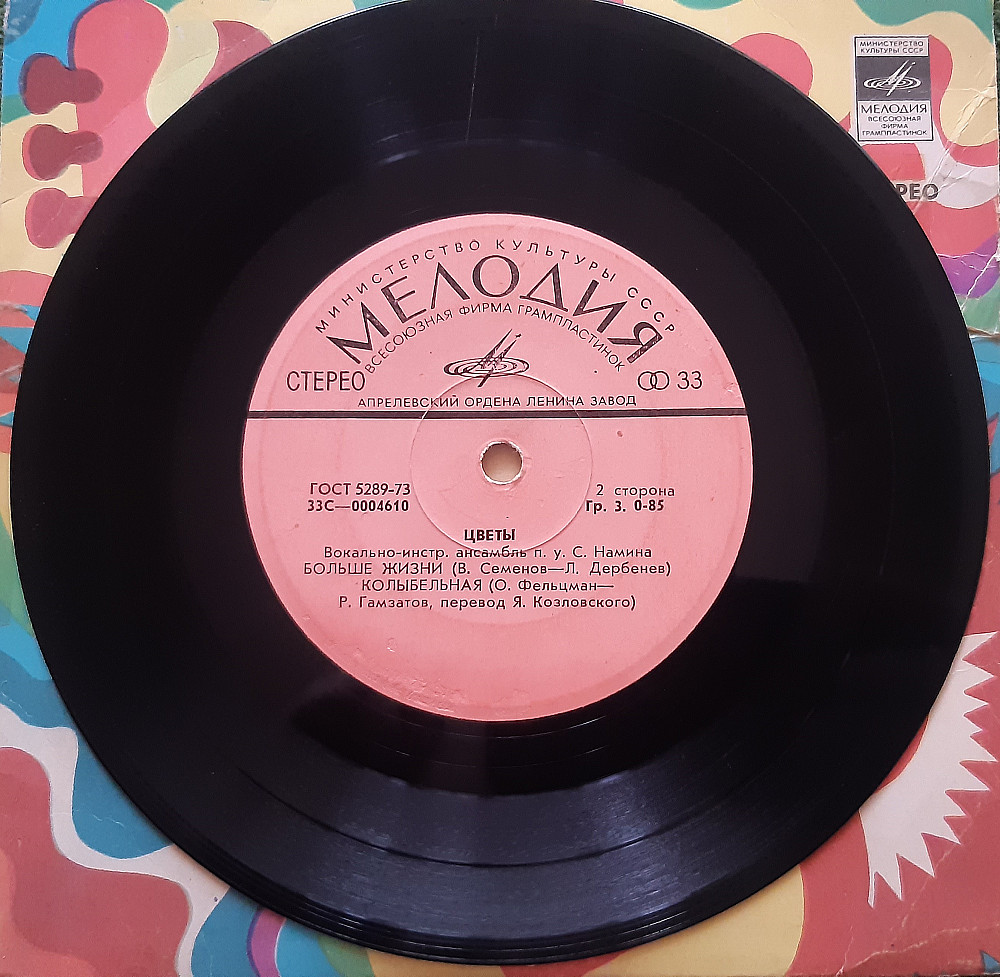 МИНИСТЕРСТВО
КУЛЬТУРЫ СССР
МЕЛОДИЯ
ВСЕСОЮЗНАЯ
ФИРМА
ГРАМПЛАСТИНОК
РЕО
МИНИСТЕРСТВО КУЛЬТУРЫ СССР
МЕЛОДИЯ
ВСЕСОЮЗНАЯ ФИРМА ГРАМПЛАСТИНОК
СТЕРЕО 33
АПРЕЛЕВСКИЙ ОРДЕНА ЛЕНИНА ЗАВОД
ГОСТ 5289-73 2 сторона
33С—0004610 Гр. 3. 0-85
ЦВЕТЫ
Вокально-инстр. ансамбль п. у. С. Намина
БОЛЬШЕ ЖИЗНИ (В. Семенов—Л. Дербенев)
КОЛЫБЕЛЬНАЯ (О. Фельцман—
Р. Гамзатов, перевод Я. Козловского)